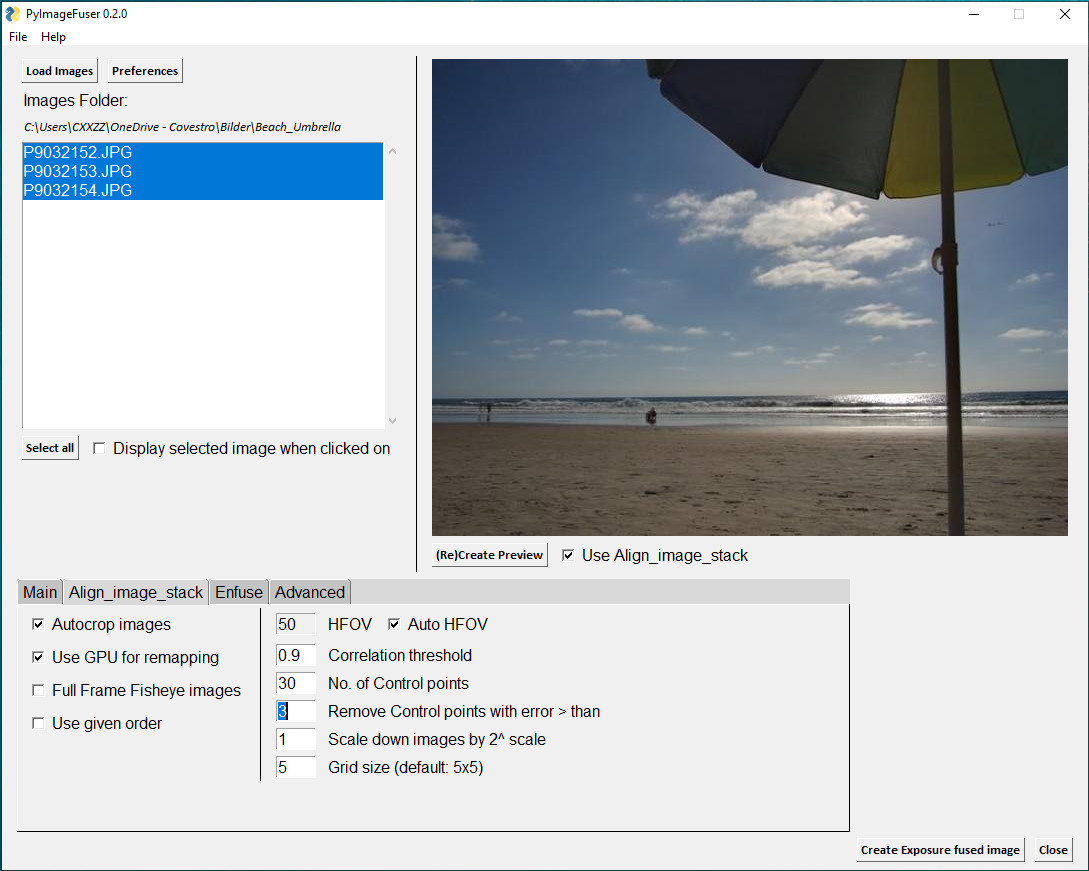 PyImageFuser 0.2.0
File Help
Load Images Preferences
Images Folder:
C:\Users\CXXZZ\OneDrive - Covestro\Bilder\Beach_Umbrella
P9032152.JPG
P9032153.JPG
P9032154.JPG
Select all Display selected image when clicked on
(Re)Create Preview Use Align_image_stack
Main Align_image_stack Enfuse Advanced
Autocrop images
Use GPU for remapping
Full Frame Fisheye images
Use given order
50 HFOV Auto HFOV
0.9 Correlation threshold
30 No. of Control points
3 Remove Control points with error > than
1 Scale down images by 2^ scale
5 Grid size (default: 5x5)
Create Exposure fused image Close